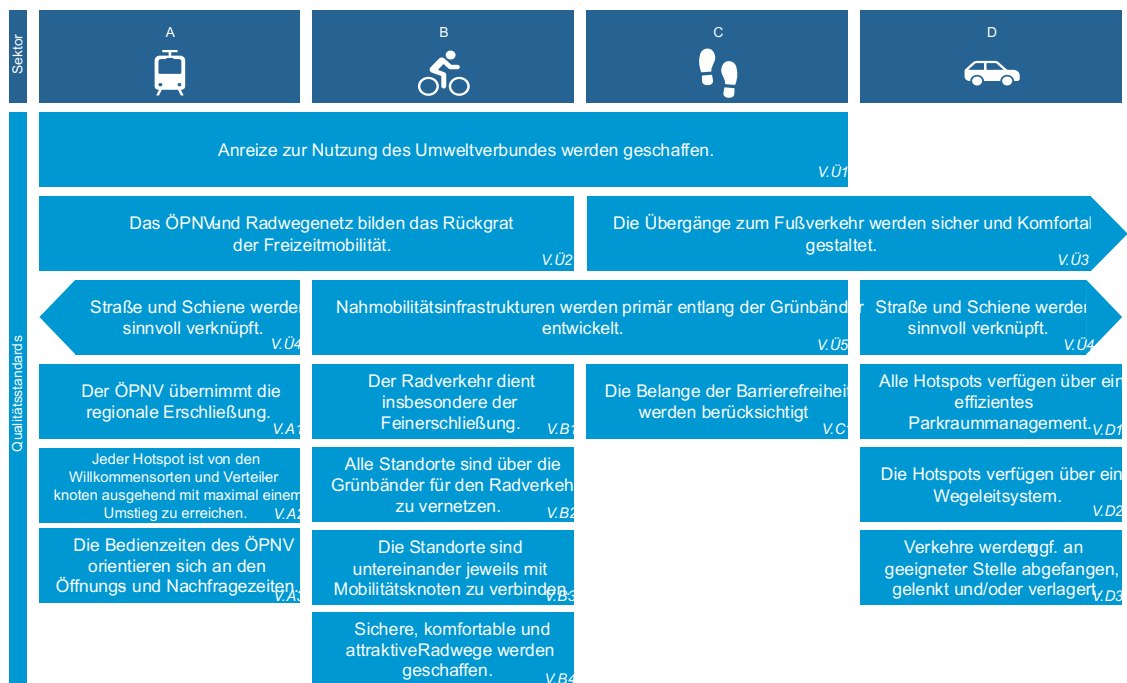 Sektor
A
B
C
D
Qualitätsstandards
Anreize zur Nutzung des Umweltverbundes werden geschaffen.
V.Ü1
Das ÖPNV-und Radwegenetz bilden das Rückgrat
der Freizeitmobilität.
V.Ü2
Die Übergänge zum Fußverkehr werden sicher und Komfortal
gestaltet.
V.Ü3
Straße und Schiene werden
sinnvoll verknüpft.
V.Ü4
Nahmobilitätsinfrastrukturen werden primär entlang der Grünbänder
entwickelt.
V.Ü5
Straße und Schiene werden
sinnvoll verknüpft.
V.Ü4
Der ÖPNV übernimmt die
regionale Erschließung.
V.A1
Der Radverkehr dient
insbesondere der
Feinerschließung.
V.B1
Die Belange der Barrierefreiheit
werden berücksichtigt
V.C1
Alle Hotspots verfügen über ein
effizientes
Parkraummanagement.
V.D1
Jeder Hotspot ist von den
Willkommensorten und Verteiler
knoten ausgehend mit maximal einem
Umstieg zu erreichen.
V.A2
Alle Standorte sind über die
Grünbänder für den Radverkeh
zu vernetzen.
V.B2
Die Hotspots verfügen über ein
Wegeleitsystem.
V.D2
Die Bedienzeiten des ÖPNV
orientieren sich an den
Öffnungs und Nachfragezeiten.
V.A3
Die Standorte sind
untereinander jeweils mit
Mobilitätsknoten zu verbinden.
V.B3
Verkehre werden ggf. an
geeigneter Stelle abgefangen,
gelenkt und/oder verlagert.
V.D3
Sichere, komfortable und
attraktiveRadwege werden
geschaffen.
V.B4